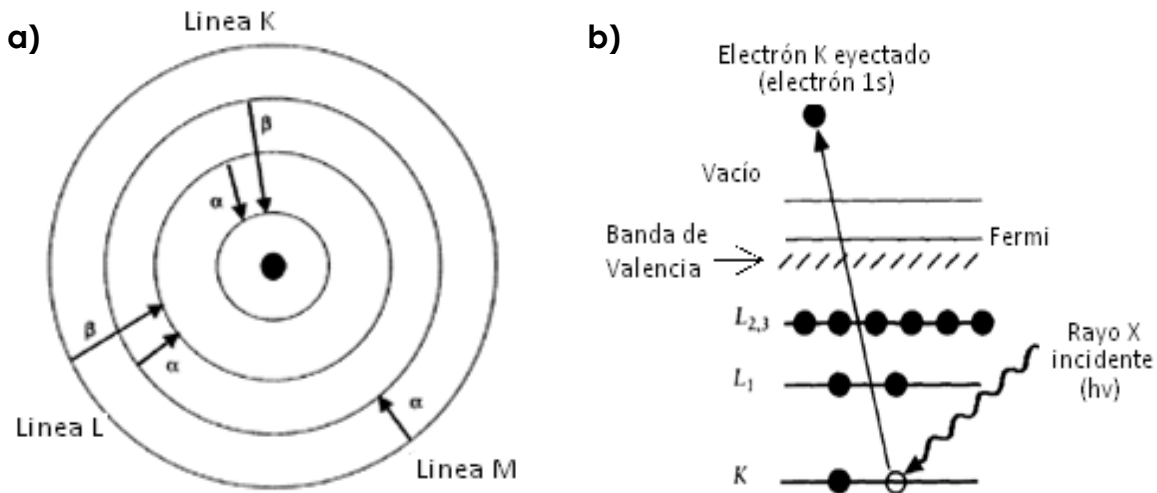 a)
Linea K
β
α
β
α
α
Linea L
Linea M
b)
Electrón K eyectado
(electrón 1s)
Vacío
Banda de
Valencia
Fermi
L2,3
Rayo X
incidente
(hv)
L1
K